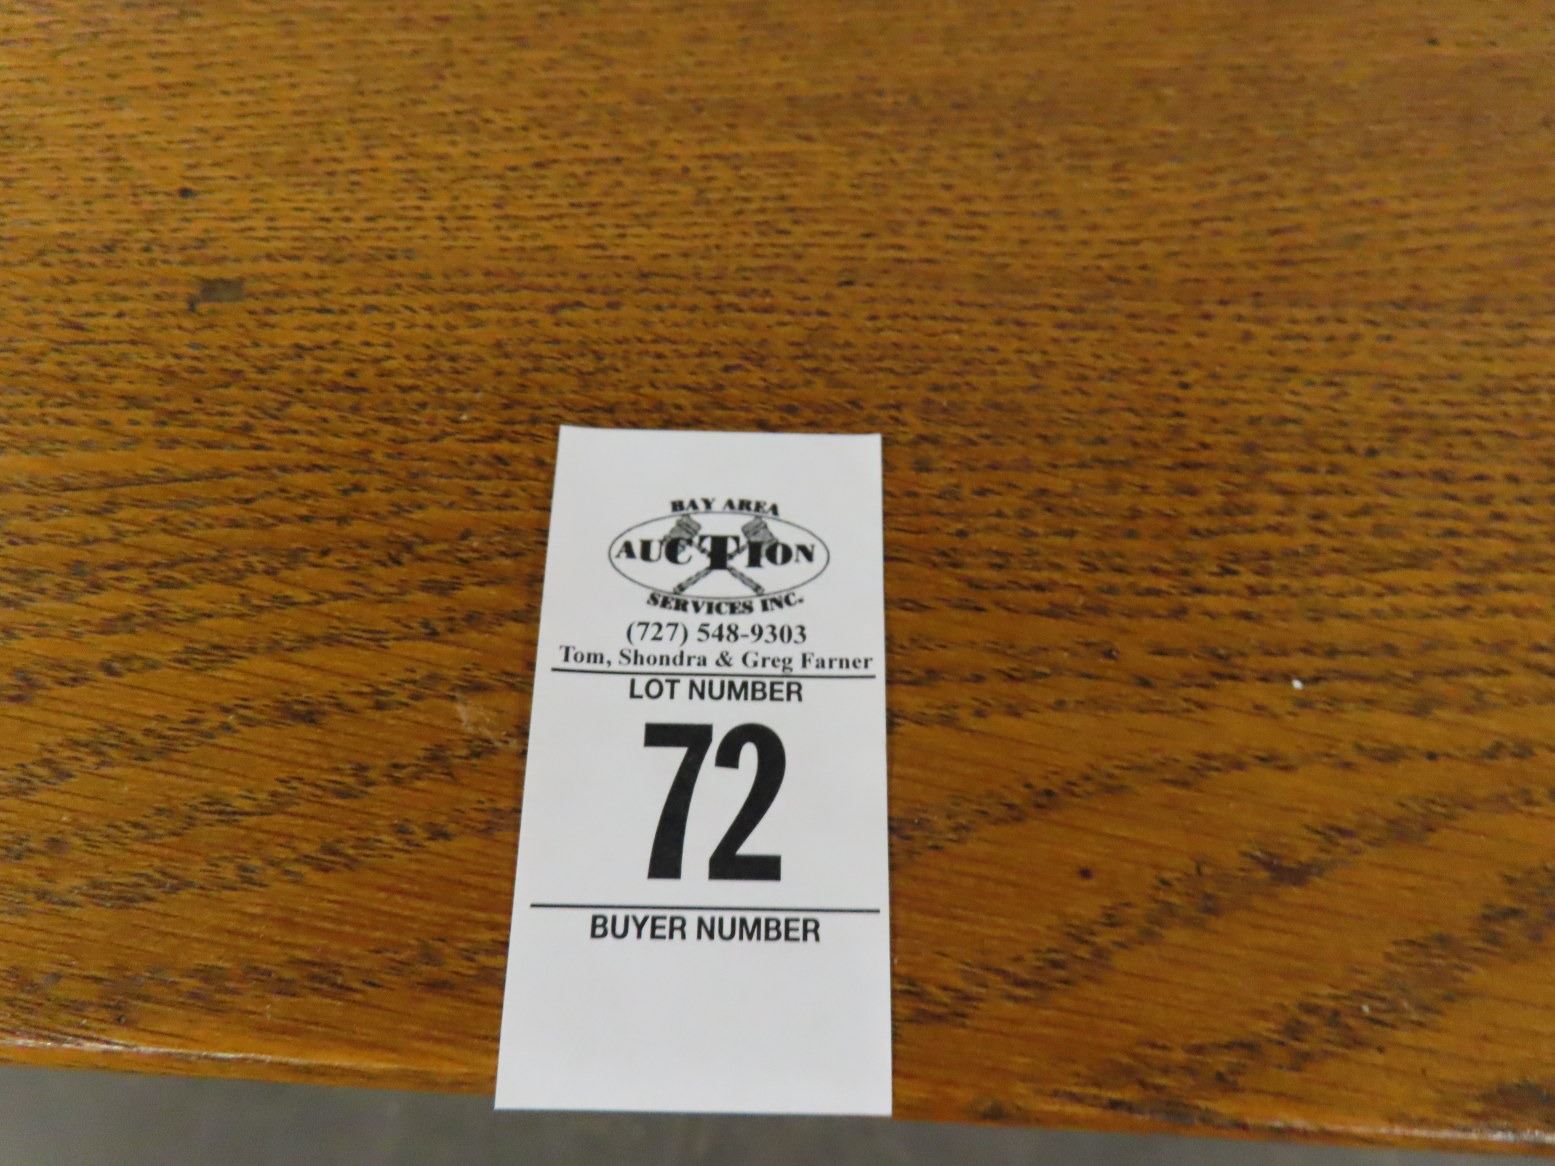 BAY AREA
AUCTION
SERVICES INC.
(727) 548-9303
Tom, Shondra & Greg Farner
LOT NUMBER
72
BUYER NUMBER